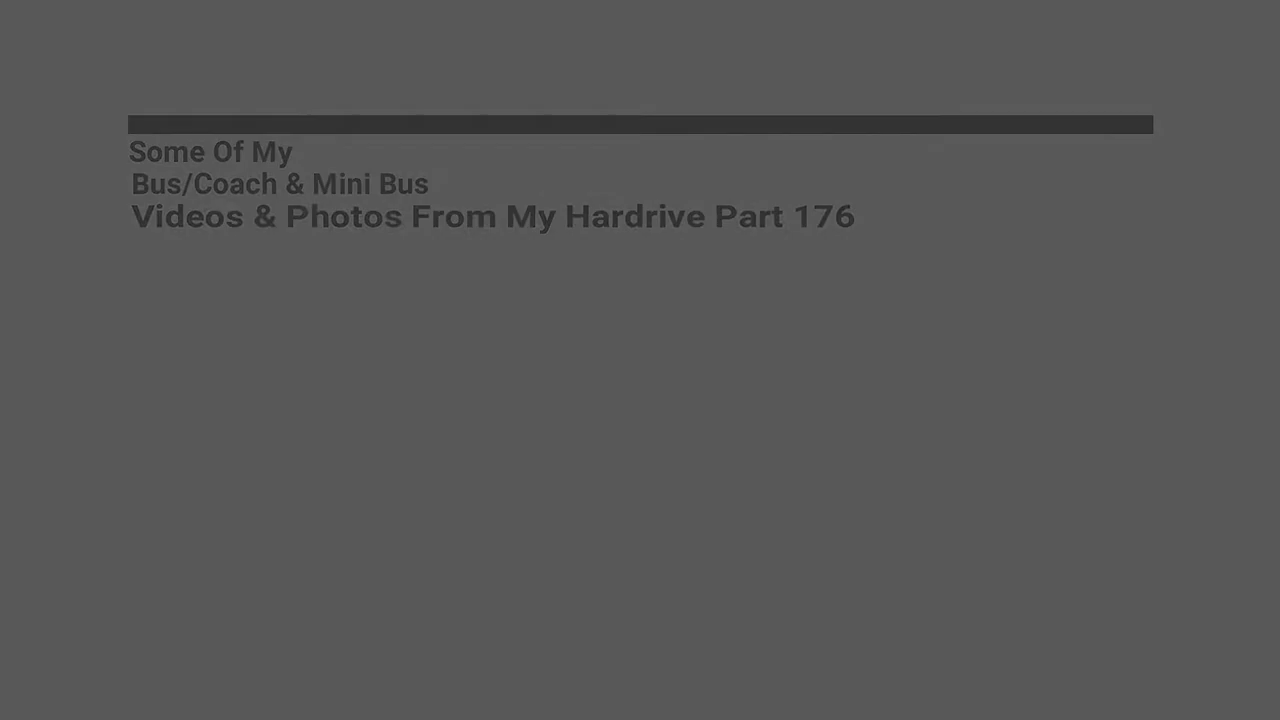 Some Of My
Bus/Coach & Mini Bus
Videos & Photos From My Hardrive Part 176